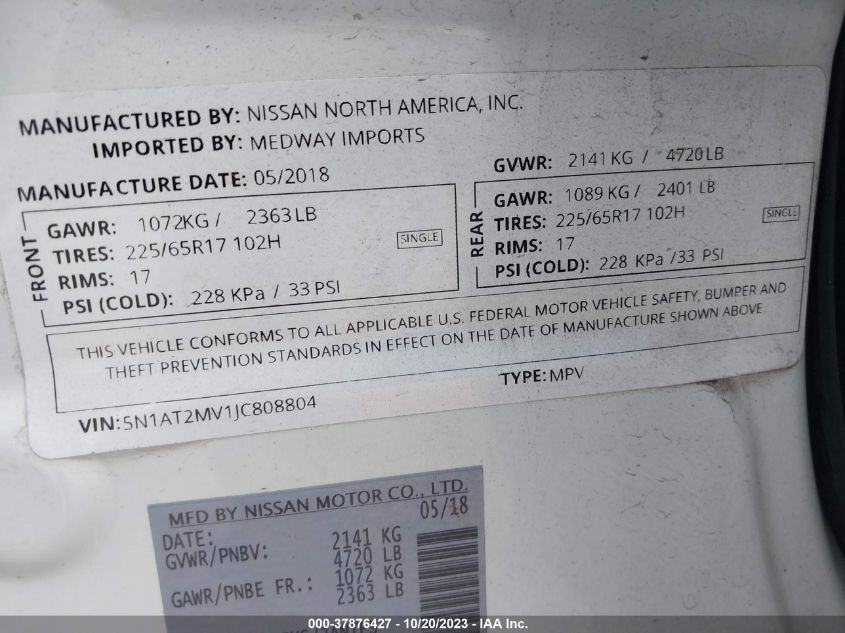 MANUFACTURED BY: NISSAN NORTH AMERICA, INC.
IMPORTED BY: MEDWAY IMPORTS
MANUFACTURE DATE: 05/2018
GVWR: 2141 KG / 4720 LB
FRONT
GAWR: 1072KG / 2363 LB
TIRES: 225/65R17 102H
SINGLE
RIMS: 17
PSI (COLD): 228 KPa / 33 PSI
REAR
GAWR: 1089 KG / 2401 LB
TIRES: 225/65R17 102H
SINGLE
RIMS: 17
PSI (COLD): 228 KPa /33 PSI
THIS VEHICLE CONFORMS TO ALL APPLICABLE U.S. FEDERAL MOTOR VEHICLE SAFETY, BUMPER AND
THEFT PREVENTION STANDARDS IN EFFECT ON THE DATE OF MANUFACTURE SHOWN ABOVE
VIN: 5N1AT2MV1JC808804
TYPE: MPV
MFD BY NISSAN MOTOR CO., LTD.
DATE: 05/18
GVWR/PNBV: 2141 KG
4720 LB
GAWR/PNBE FR.: 1072 KG
2363 LB
000-37876427 - 10/20/2023 - IAA Inc.